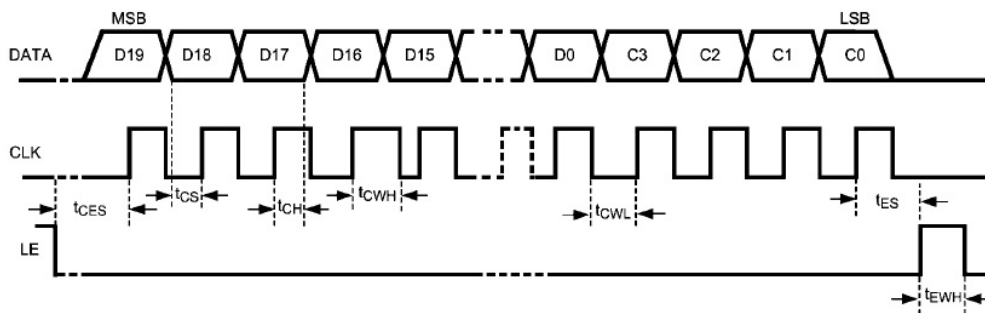 MSB LSB
DATA D19 D18 D17 D16 D15 D0 C3 C2 C1 C0
CLK
tCES tCS tCH tCWH tCWL tES
LE
tEWH